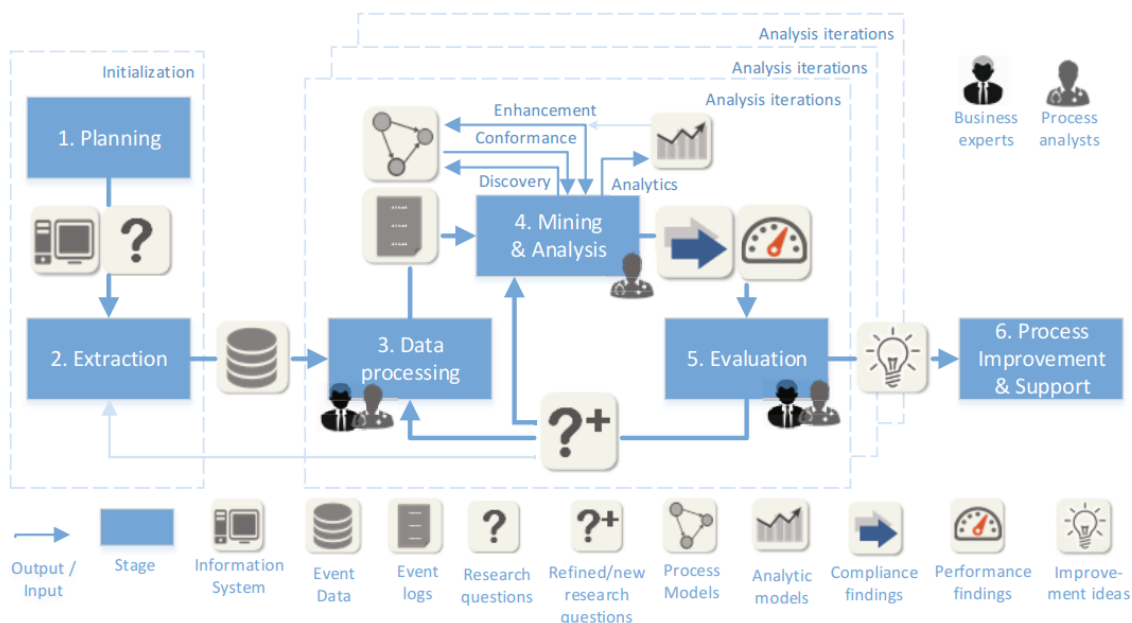 Analysis iterations
Analysis iterations
Analysis iterations
Initialization
Business
experts
Process
analysts
1. Planning
?
2. Extraction
Enhancement
Conformance
Discovery
Analytics
4. Mining
& Analysis
3. Data
processing
5. Evaluation
6. Process
Improvement
& Support
?+
Output /
Input
Stage
Information
System
Event
Data
Event
logs
?
Research
questions
?+
Refined/new
research
questions
Process
Models
Analytic
models
Compliance
findings
Performance
findings
Improve-
ment ideas